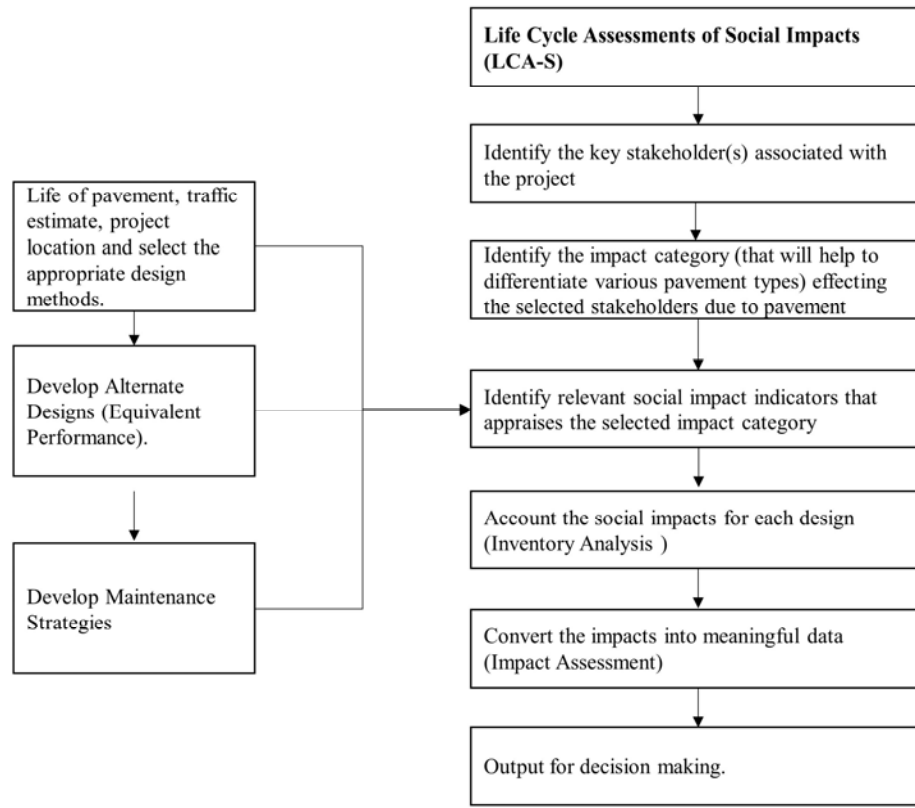 Life Cycle Assessments of Social Impacts
(LCA-S)
Identify the key stakeholder(s) associated with
the project
Life of pavement, traffic
estimate, project
location and select the
appropriate design
methods.
Identify the impact category (that will help to
differentiate various pavement types) effecting
the selected stakeholders due to pavement
Develop Alternate
Designs (Equivalent
Performance).
Identify relevant social impact indicators that
appraises the selected impact category
Account the social impacts for each design
(Inventory Analysis )
Develop Maintenance
Strategies
Convert the impacts into meaningful data
(Impact Assessment)
Output for decision making.